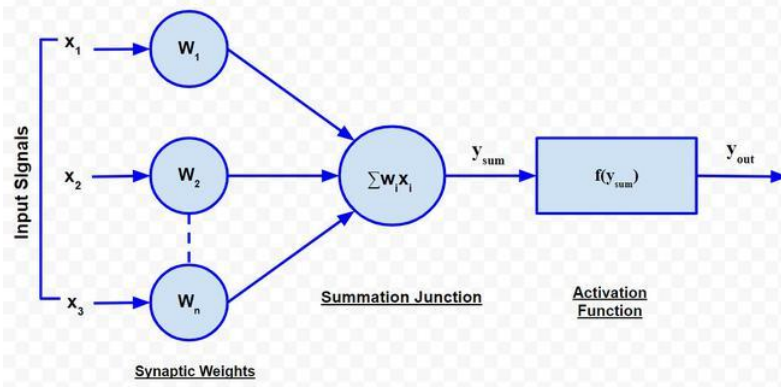 Input Signals
x1
x2
x3
W1
W2
Wn
Synaptic Weights
∑wixi
Summation Junction
ysum
f(ysum)
Activation
Function
yout